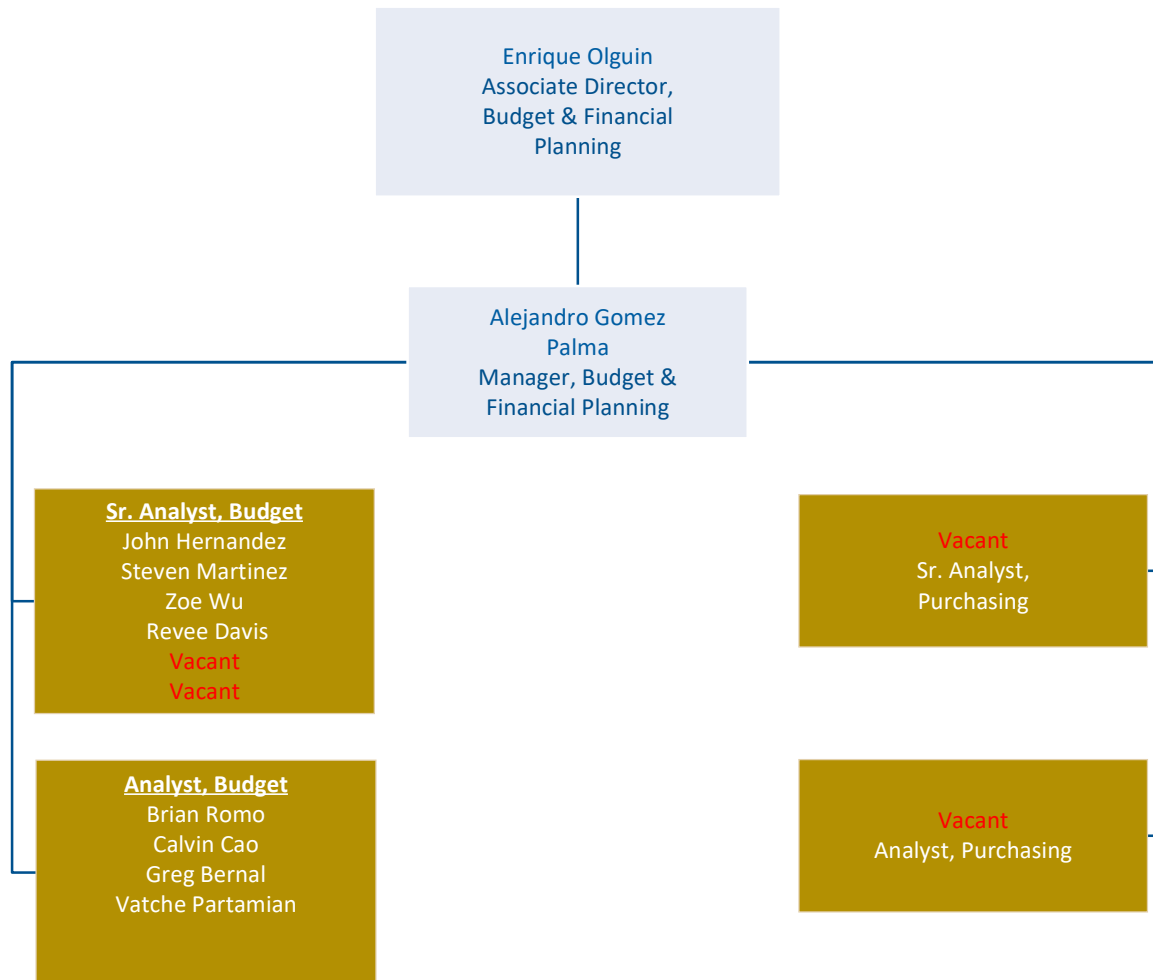 Enrique Olguin
Associate Director,
Budget & Financial
Planning
Alejandro Gomez
Palma
Manager, Budget &
Financial Planning
Sr. Analyst, Budget
John Hernandez
Steven Martinez
Zoe Wu
Revee Davis
Vacant
Vacant
Vacant
Sr. Analyst,
Purchasing
Analyst, Budget
Brian Romo
Calvin Cao
Greg Bernal
Vatche Partamian
Vacant
Analyst, Purchasing